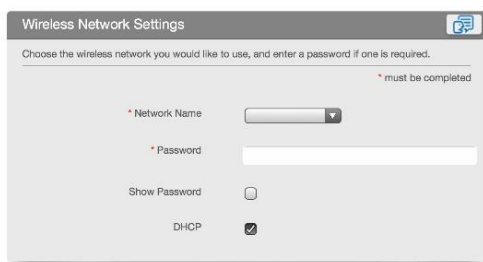 Wireless Network Settings
Choose the wireless network you would like to use, and enter a password if one is required.
* must be completed
* Network Name
* Password
Show Password
DHCP